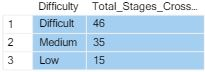 Difficulty Total_Stages_Cross...
1 Difficult 46
2 Medium 35
3 Low 15